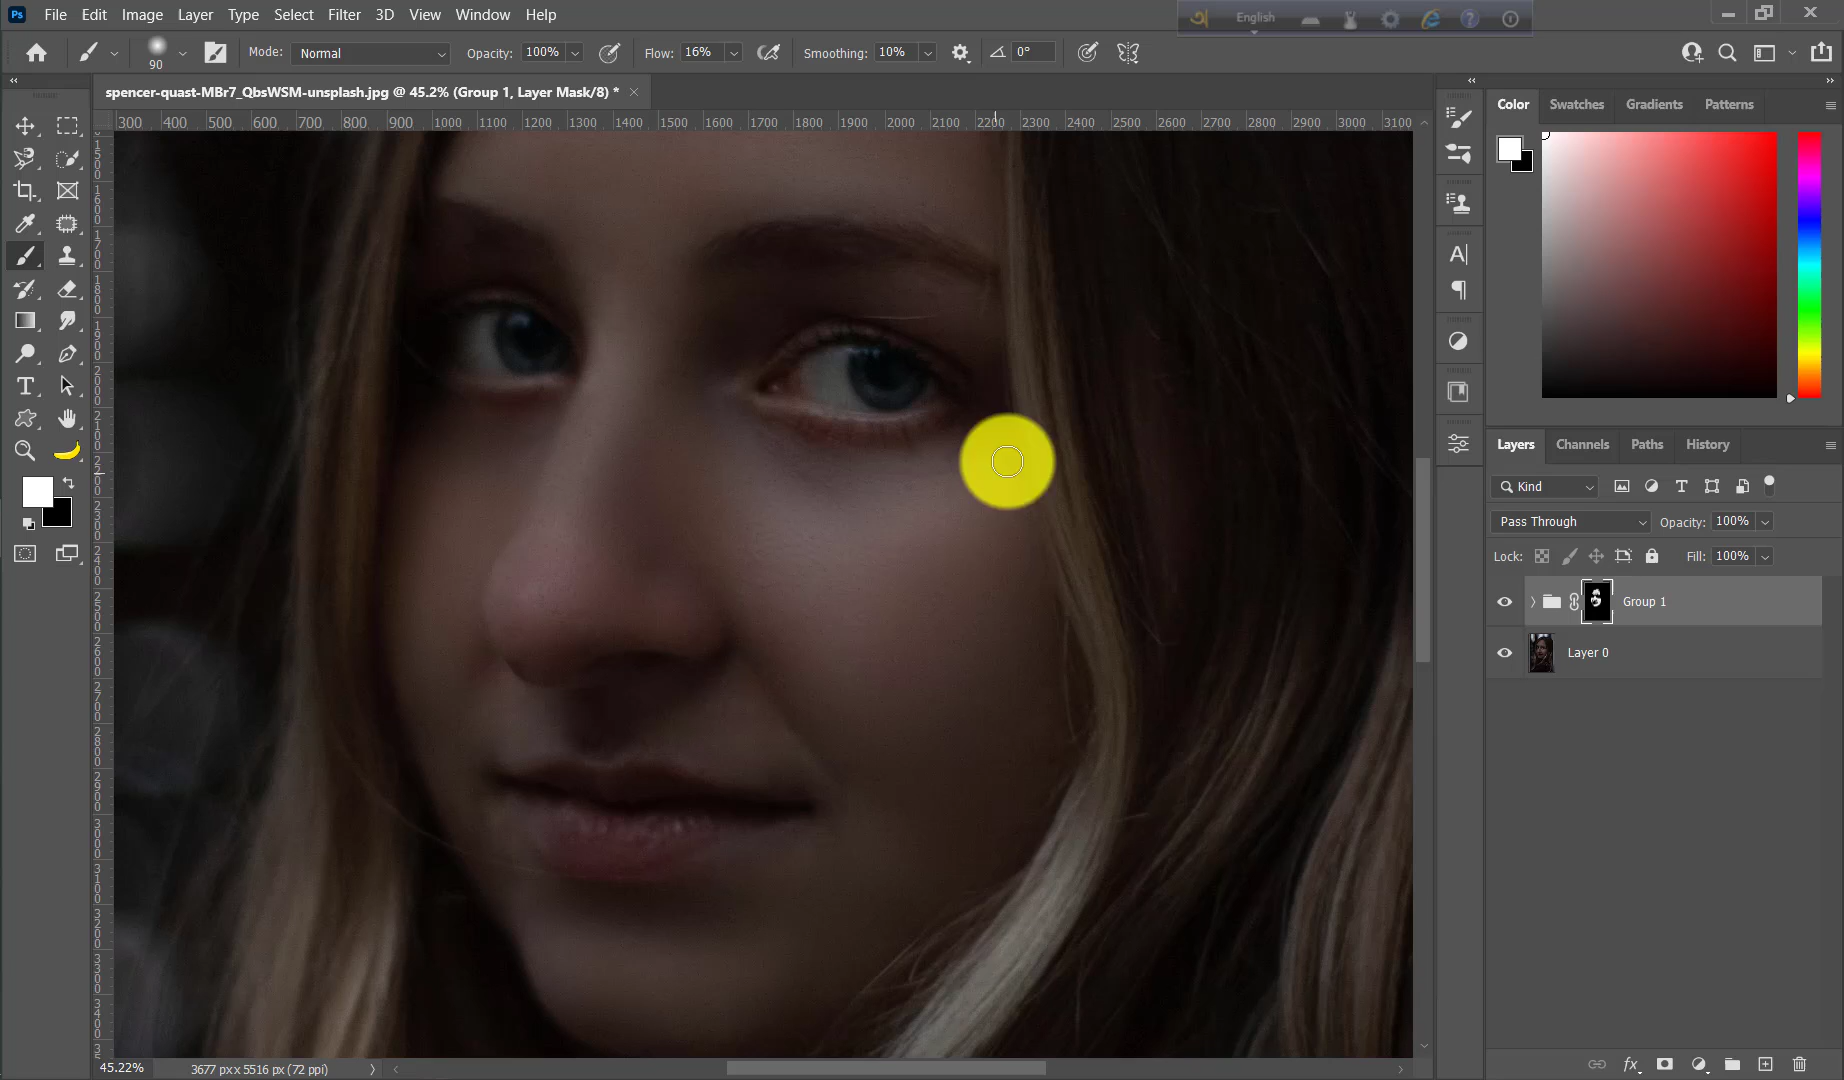 Ps File Edit Image Layer Type Select Filter 3D View Window Help
English
90 Mode: Normal Opacity: 100% Flow: 16% Smoothing: 10% 0°
spencer-quast-MBr7_QbsWSM-unsplash.jpg @ 45.2% (Group 1, Layer Mask/8) *
300 400 500 600 700 800 900 1000 1100 1200 1300 1400 1500 1600 1700 1800 1900 2000 2100 2200 2300 2400 2500 2600 2700 2800 2900 3000 3100
Color Swatches Gradients Patterns
Layers Channels Paths History
Kind
Pass Through Opacity: 100%
Lock: Fill: 100%
Group 1
Layer 0
45.22% 3677 px x 5516 px (72 ppi)